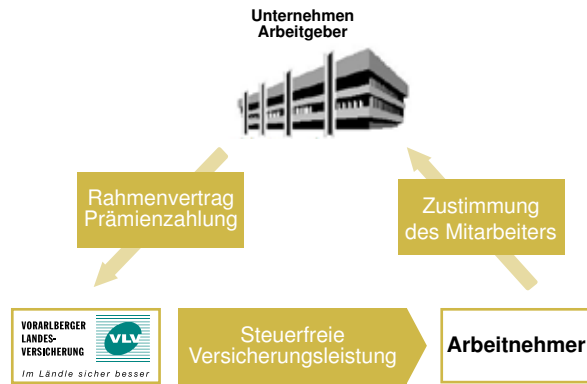 Unternehmen
Arbeitgeber
Rahmenvertrag
Prämienzahlung
Zustimmung
des Mitarbeiters
VORARLBERGER
LANDES-
VERSICHERUNG
VLV
Im Ländle sicher besser
Steuerfreie
Versicherungsleistung
Arbeitnehmer